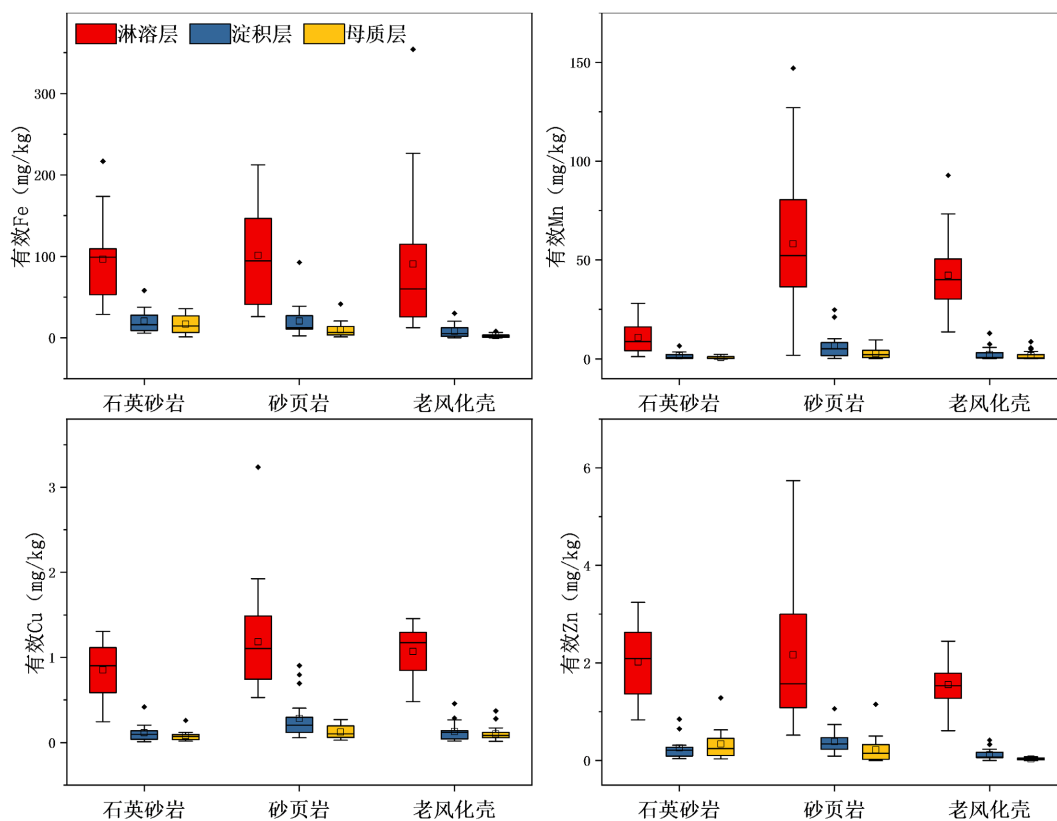 淋溶层 淀积层 母质层
有效Fe (mg/kg)
300
200
100
0
石英砂岩 砂页岩 老风化壳
有效Mn (mg/kg)
150
100
50
0
石英砂岩 砂页岩 老风化壳
有效Cu (mg/kg)
3
2
1
0
石英砂岩 砂页岩 老风化壳
有效Zn (mg/kg)
6
4
2
0
石英砂岩 砂页岩 老风化壳